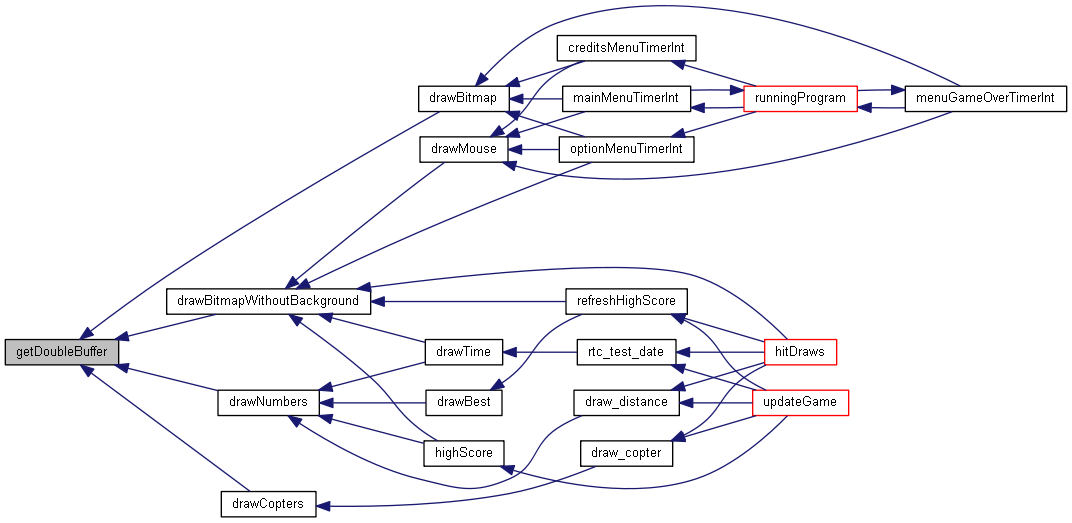 creditsMenuTimerInt
drawBitmap
mainMenuTimerInt
runningProgram
menuGameOverTimerInt
drawMouse
optionMenuTimerInt
drawBitmapWithoutBackground
refreshHighScore
getDoubleBuffer
drawTime
rtc_test_date
hitDraws
drawNumbers
drawBest
draw_distance
updateGame
highScore
draw_copter
drawCopters